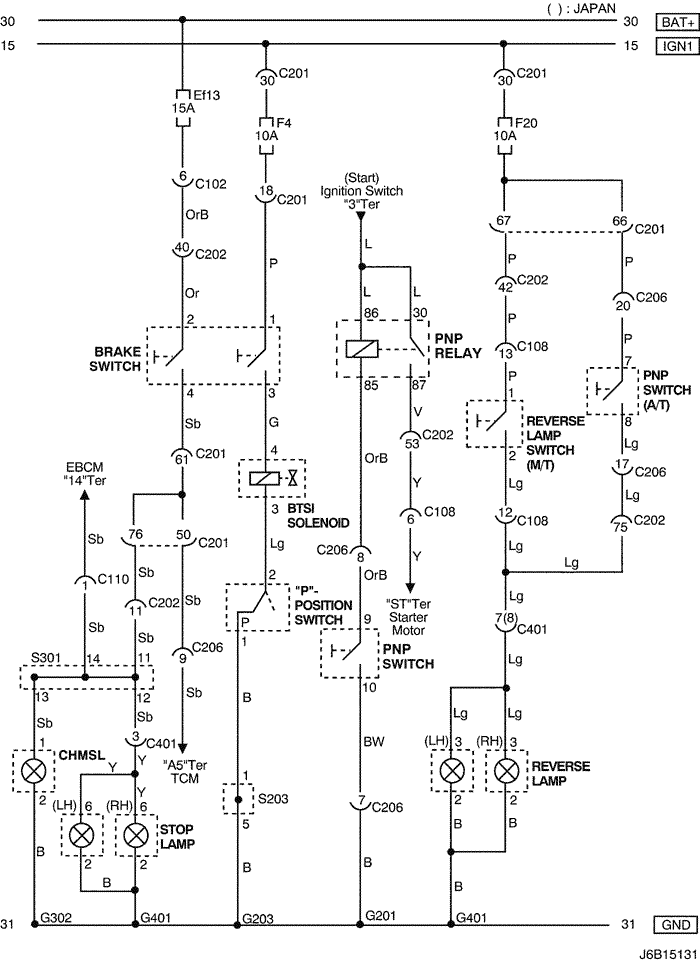 ( ) : JAPAN
30 30 BAT+
15 15 IGN1
30 C201 30 C201
Ef13
15A
F4
10A
F20
10A
6 C102
18 C201
(Start)
Ignition Switch
"3"Ter
OrB
67 66 C201
L
40 C202
P P P
42 C202
20 C206
Or
L L
P P
2 1
86 30
13 C108
7
BRAKE
SWITCH
PNP
RELAY
PNP
SWITCH
(A/T)
P
1
4 3
85 87
8
REVERSE
LAMP
SWITCH
(M/T)
Sb G
V
53 C202
2
Lg
61 C201
4
OrB
17 C206
EBCM
"14"Ter
BTSI
SOLENOID
3
Y
Lg Lg
6 C108
12 C108
75 C202
76 50 C201
Sb
Lg
C206 8
Y
Lg
Lg
Sb Sb
2
OrB
1 C110
11 C202
"P"-
POSITION
SWITCH
P
"ST"Ter
Starter
Motor
Lg
7(8)
C401
Sb Sb
1
9
PNP
SWITCH
S301 14 11
9 C206
10
Lg
13 12
Sb
B
Sb Sb
BW
Lg Lg
3 C401
"A5"Ter
TCM
(LH) 3 (RH) 3
1
CHMSL
Y Y
REVERSE
LAMP
1
2
Y
S203
2 2
(LH) 6 (RH) 6
7 C206
STOP
LAMP
5
B B
B
2 2
B
B
B
B
31 G302 G401 G203 G201 G401 31 GND
J6B15131